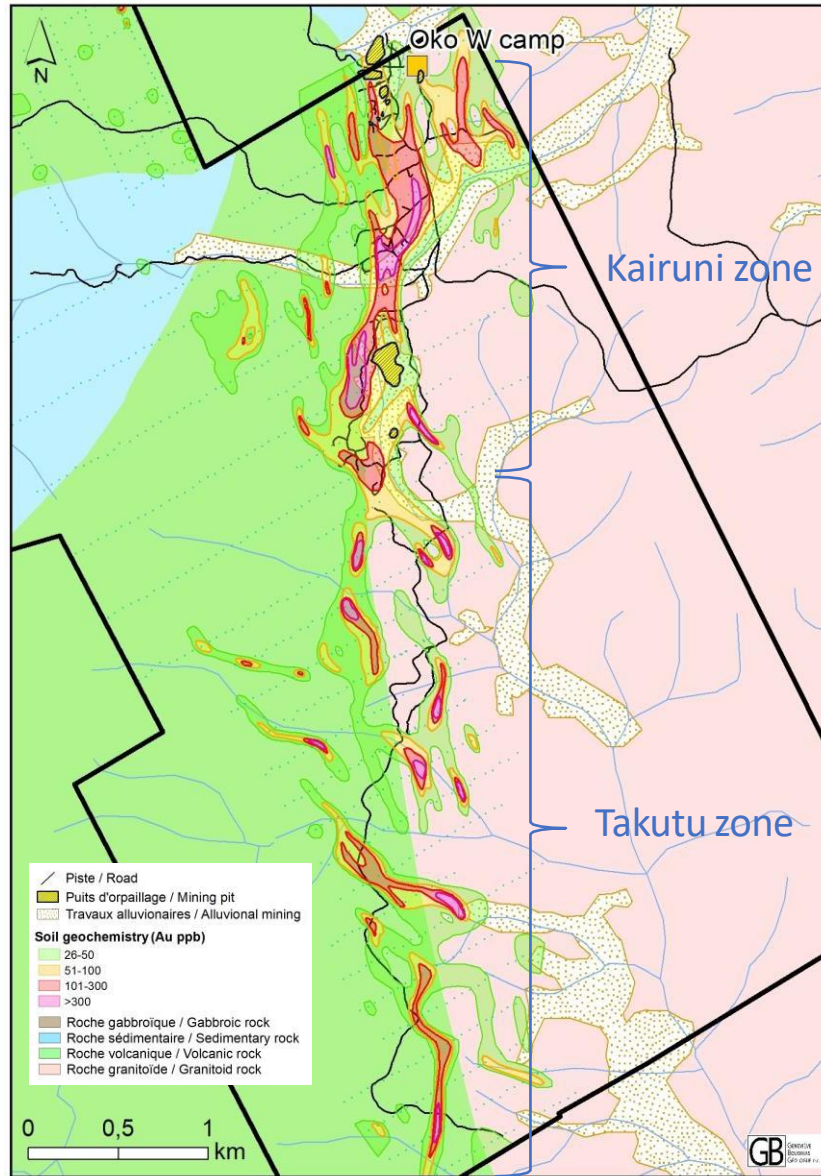 Oko W camp
N
Kairuni zone
Takutu zone
Piste / Road
Puits d'orpaillage / Mining pit
Travaux alluvionaires / Alluvional mining
Soil geochemistry (Au ppb)
26-50
51-100
101-300
>300
Roche gabbroïque / Gabbroic rock
Roche sédimentaire / Sedimentary rock
Roche volcanique / Volcanic rock
Roche granitoïde / Granitoid rock
0 0,5 1
km
GB